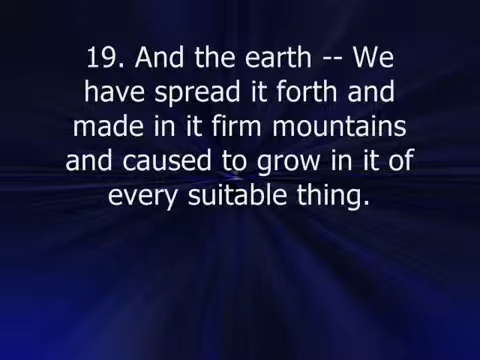 19. And the earth -- We
have spread it forth and
made in it firm mountains
and caused to grow in it of
every suitable thing.